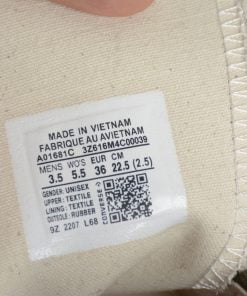 MADE IN VIETNAM
FABRIQUE AU AVIETNAM
A01681C 3Z616M4C00039
MENS WO'S EUR CM
3.5 5.5 36 22.5 (2.5)
GENDER: UNISEX
UPPER: TEXTILE
LINING: TEXTILE
OUTSOLE: RUBBER
9Z 2207 L68
CONVERSE